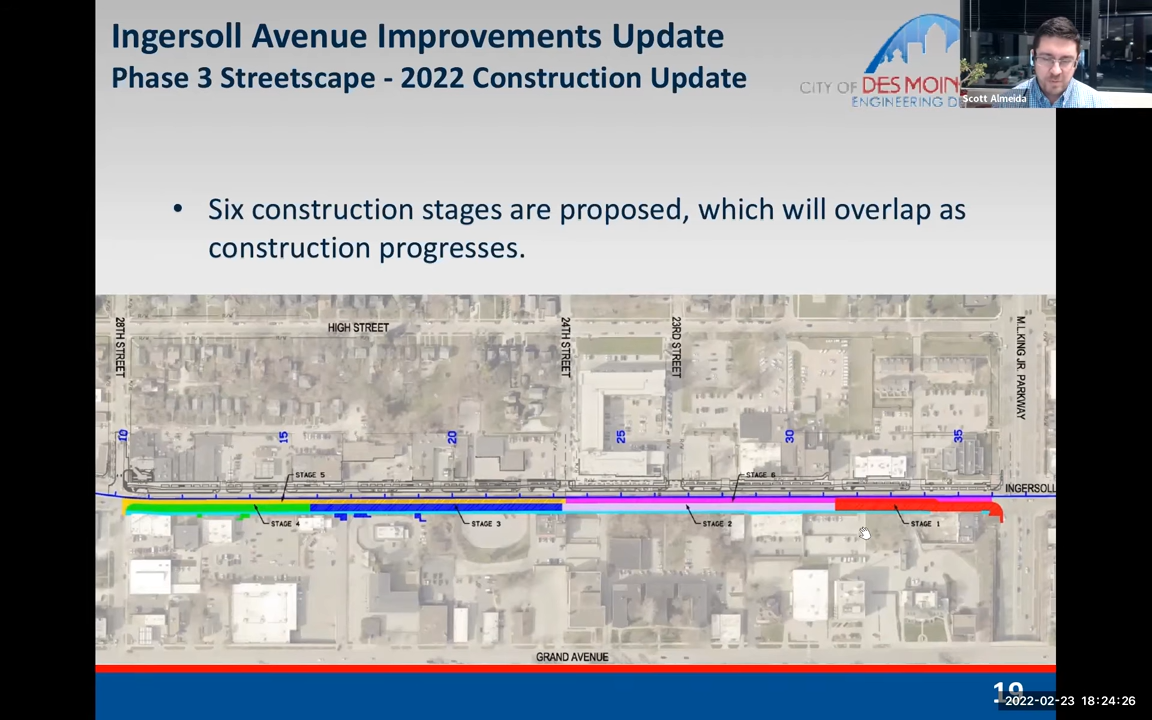 Ingersoll Avenue Improvements Update
Phase 3 Streetscape - 2022 Construction Update
CITY OF DES MOIN
ENGINEERING D
Scott Almeida
• Six construction stages are proposed, which will overlap as
construction progresses.
28TH STREET
HIGH STREET
24TH STREET
23RD STREET
M.L.KING JR. PARKWAY
10
15
20
25
30
35
STAGE 5
STAGE 6
INGERSOLL
STAGE 4
STAGE 3
STAGE 2
STAGE 1
GRAND AVENUE
19
2022-02-23 18:24:26